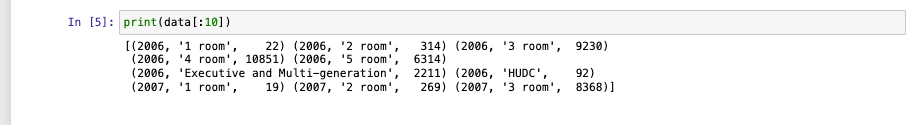 In [5]: print(data[:10])
[(2006, '1 room',    22) (2006, '2 room',   314) (2006, '3 room',  9230)
 (2006, '4 room', 10851) (2006, '5 room',  6314)
 (2006, 'Executive and Multi-generation',  2211) (2006, 'HUDC',    92)
 (2007, '1 room',    19) (2007, '2 room',   269) (2007, '3 room',  8368)]